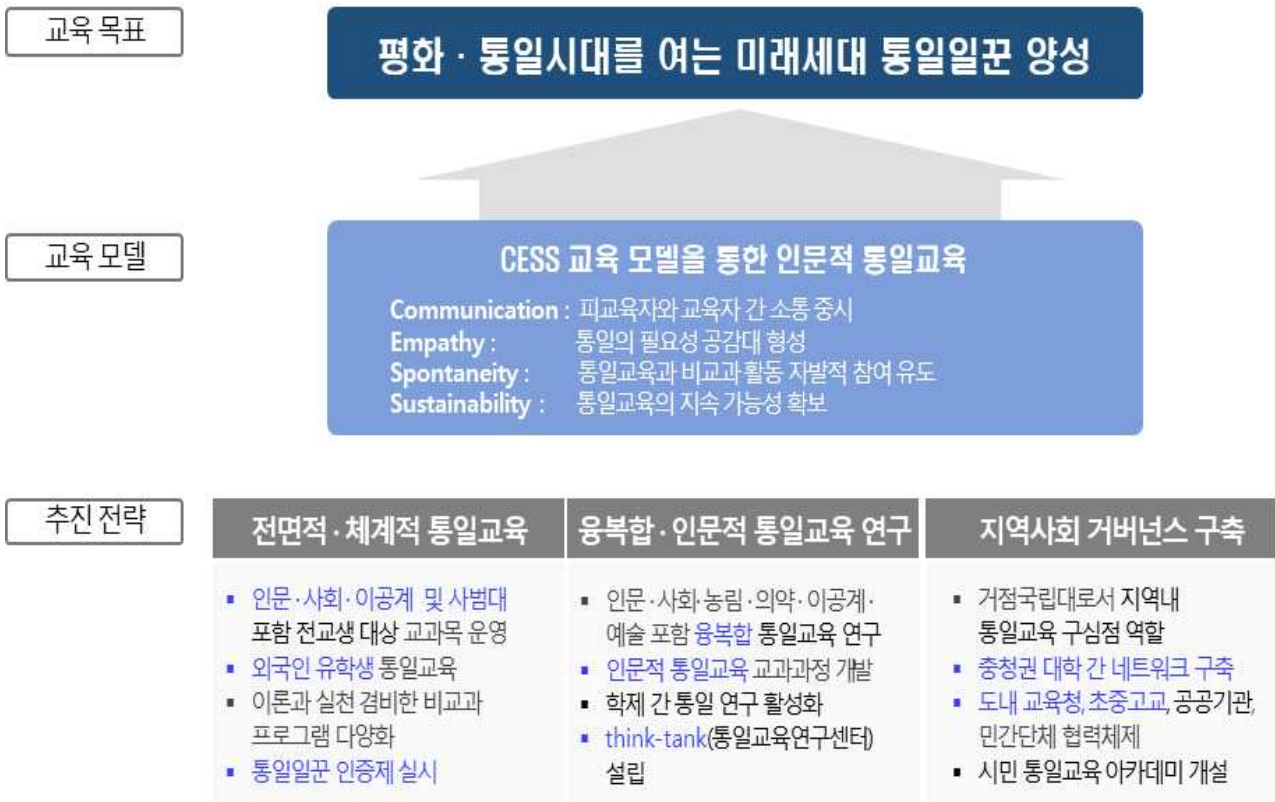 교육 목표
평화 · 통일시대를 여는 미래세대 통일일꾼 양성
교육 모델
CESS 교육 모델을 통한 인문적 통일교육
Communication : 피교육자와 교육자 간 소통 중시
Empathy : 통일의 필요성 공감대 형성
Spontaneity : 통일교육과 비교과 활동 자발적 참여 유도
Sustainability : 통일교육의 지속 가능성 확보
추진 전략
전면적 · 체계적 통일교육
▪ 인문·사회·이공계 및 사범대
포함 전교생 대상 교과목 운영
▪ 외국인 유학생 통일교육
▪ 이론과 실천 겸비한 비교과
프로그램 다양화
▪ 통일일꾼 인증제 실시
융복합 · 인문적 통일교육 연구
▪ 인문·사회·농림·의약·이공계·
예술 포함 융복합 통일교육 연구
▪ 인문적 통일교육 교과과정 개발
▪ 학제 간 통일 연구 활성화
▪ think-tank(통일교육연구센터)
설립
지역사회 거버넌스 구축
▪ 거점국립대로서 지역내
통일교육 구심점 역할
▪ 충청권 대학 간 네트워크 구축
▪ 도내 교육청, 초중고교, 공공기관,
민간단체 협력체제
▪ 시민 통일교육 아카데미 개설